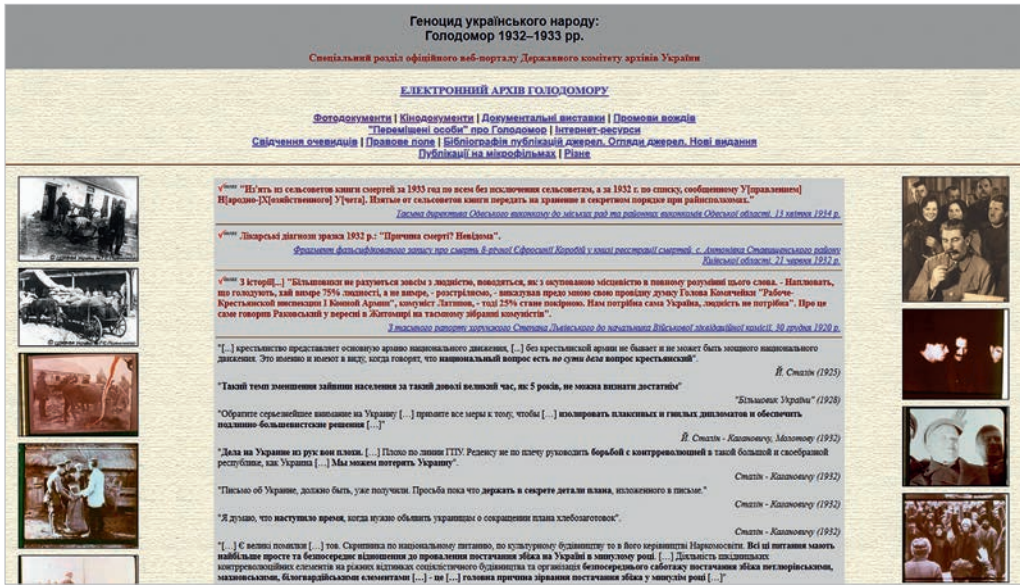 Геноцид українського народу:
Голодомор 1932–1933 рр.
Спеціальний розділ офіційного веб-порталу Державного комітету архівів України
ЕЛЕКТРОННИЙ АРХІВ ГОЛОДОМОРУ
Фотодокументи | Кінодокументи | Документальні виставки | Промови вождів
"Переміщені особи" про Голодомор | Інтернет-ресурси
Свідчення очевидців | Правове поле | Бібліографія публікацій джерел. Огляди джерел. Нові видання
Публікації на мікрофільмах | Різне
"Изъять из сельсоветов книги смертей за 1933 год по всем без исключения сельсоветам, а за 1932 г. по списку, сообщенному У[правлением]
Н[ародно-]Х[озяйственного] У[чета]. Изъятые от сельсоветов книги передать на хранение в секретном порядке при райисполкомах."
Таємна директива Одеського виконкому до міських рад та районних виконкомів Одеської області, 13 квітня 1934 р.
Лікарські діагнози зразка 1932 р.: "Причина смерті? Невідома".
Фрагмент фальсифікованого запису про смерть 8-річної Єфросинії Коробій у книзі реєстрації смертей, с. Антонівка Ставищенського району
Київської області, 21 червня 1932 р.
З історії[...] "Більшовики не рахуються зовсім з людністю, поводяться, як з окупованою місцевістю в повному розумінні цього слова. - Наплювать,
що голодують, хай вимре 75% людності, а не вимре, - розстріляємо, - викладував предо мною свою провідну думку Голова Комячейки "Рабоче-
Крестьянской инспекции I Конной Армии", комуніст Латипов, - тоді 25% стане покірною. Нам потрібна сама Україна, людність не потрібна". Про це
саме говорив Раковський у вересні в Житомирі на таємному зібранні комуністів".
З таємного рапорту хорунжого Степана Львівського до начальника Військової ліквідаційної комісії, 30 грудня 1920 р.
"[...] крестьянство представляет основную армию национального движения, [...] без крестьянской армии не бывает и не может быть мощного национального
движения. Это именно и имеют в виду, когда говорят, что национальный вопрос есть по сути дела вопрос крестьянский".
Й. Сталін (1925)
"Такий темп зменшення зайвини населення за такий доволі великий час, як 5 років, не можна визнати достатнім"
"Більшовик України" (1928)
"Обратите серьезнейшее внимание на Украину [...] примите все меры к тому, чтобы [...] изолировать плаксивых и гнилых дипломатов и обеспечить
подлинно-большевистские решения [...]"
Й. Сталін - Кагановичу, Молотову (1932)
"Дела на Украине из рук вон плохи. [...] Плохо по линии ГПУ. Реденсу не по плечу руководить борьбой с контрреволюцией в такой большой и своеобразной
республике, как Украина [...] Мы можем потерять Украину".
Сталін - Кагановичу (1932)
"Письмо об Украине, должно быть, уже получили. Просьба пока что держать в секрете детали плана, изложенного в письме."
Сталін - Кагановичу (1932)
"Я думаю, что наступило время, когда нужно объявить украинцам о сокращении плана хлебозаготовок".
Сталін - Кагановичу (1932)
"[...] Є великі помилки [...] тов. Скрипника по національному питанню, по культурному будівництву то в його керівництві Наркомосвіти. Всі ці питання мають
найбільше просте та безпосереднє відношення до провалення постачання збіжа на Україні в минулому році. [...] Діяльність шкідницьких
контрреволюційних елементів на ріжних відтинках соціялістичного будівництва та організація безпосереднього саботажу постачання збіжа петлюрівськими,
махновськими, білогвардійськими елементами [...] - це [...] головна причина зірвання постачання збіжа у минулім році [...]"